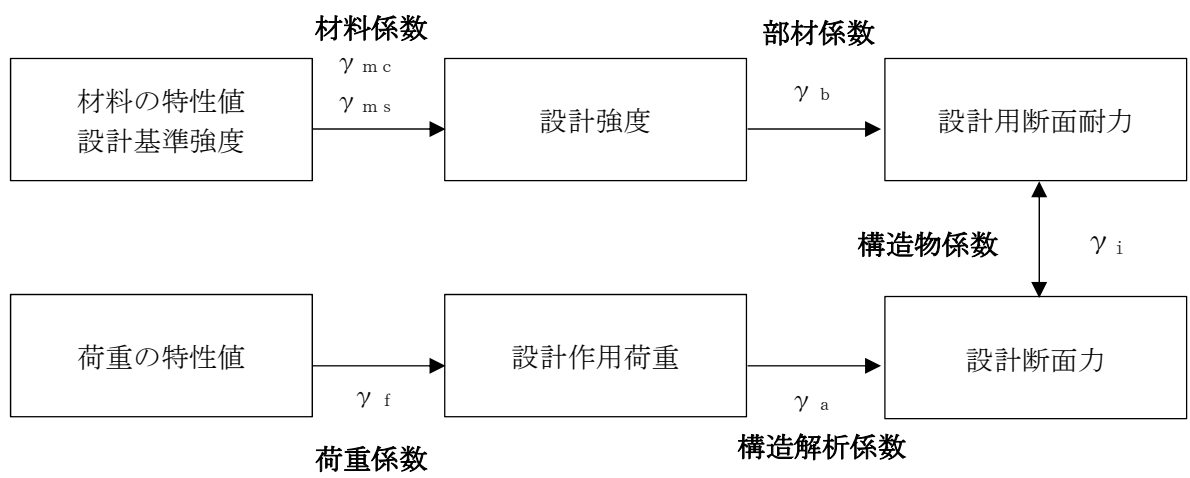 材料係数
γmc
γms
部材係数
γb
材料の特性値
設計基準強度
設計強度
設計用断面耐力
構造物係数
γi
荷重の特性値
設計作用荷重
設計断面力
γf
荷重係数
γa
構造解析係数